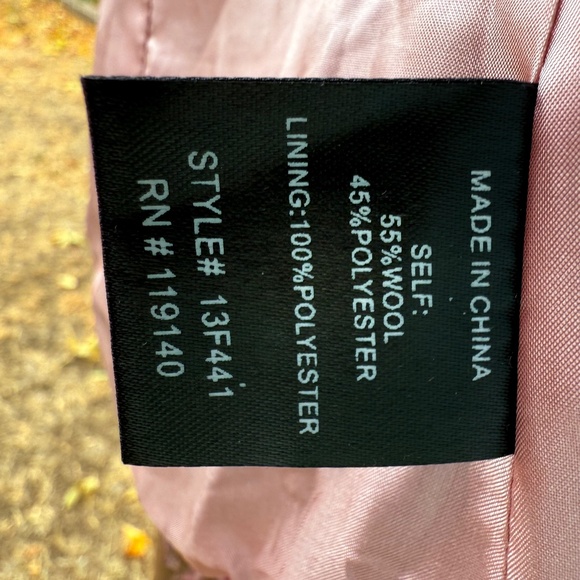 MADE IN CHINA
SELF:
55%WOOL
45%POLYESTER
LINING:100%POLYESTER
STYLE# 13F441
RN # 119140